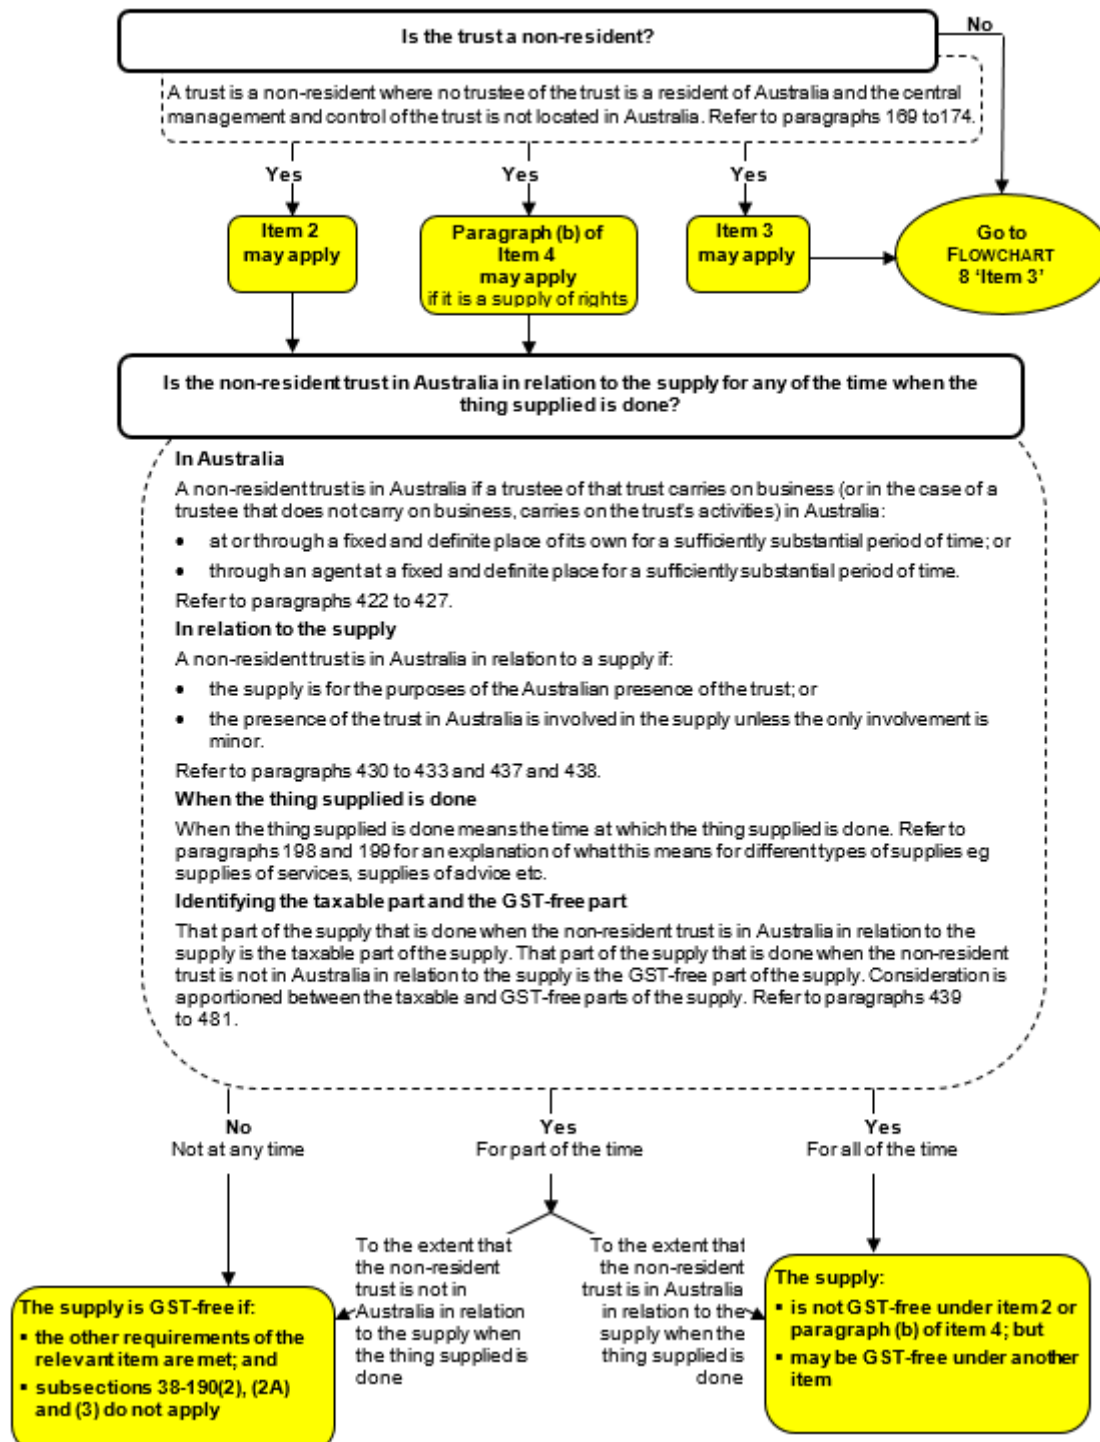 Is the trust a non-resident?
No
A trust is a non-resident where no trustee of the trust is a resident of Australia and the central
management and control of the trust is not located in Australia. Refer to paragraphs 169 to174.
Yes
Yes
Yes
Item 2
may apply
Paragraph (b) of
Item 4
may apply
if it is a supply of rights
Item 3
may apply
Go to
FLOWCHART
8 ‘Item 3’
Is the non-resident trust in Australia in relation to the supply for any of the time when the
thing supplied is done?
In Australia
A non-resident trust is in Australia if a trustee of that trust carries on business (or in the case of a
trustee that does not carry on business, carries on the trust's activities) in Australia:
• at or through a fixed and definite place of its own for a sufficiently substantial period of time; or
• through an agent at a fixed and definite place for a sufficiently substantial period of time.
Refer to paragraphs 422 to 427.
In relation to the supply
A non-resident trust is in Australia in relation to a supply if:
• the supply is for the purposes of the Australian presence of the trust; or
• the presence of the trust in Australia is involved in the supply unless the only involvement is
minor.
Refer to paragraphs 430 to 433 and 437 and 438.
When the thing supplied is done
When the thing supplied is done means the time at which the thing supplied is done. Refer to
paragraphs 198 and 199 for an explanation of what this means for different types of supplies eg
supplies of services, supplies of advice etc.
Identifying the taxable part and the GST-free part
That part of the supply that is done when the non-resident trust is in Australia in relation to the
supply is the taxable part of the supply. That part of the supply that is done when the non-resident
trust is not in Australia in relation to the supply is the GST-free part of the supply. Consideration is
apportioned between the taxable and GST-free parts of the supply. Refer to paragraphs 439
to 481.
No
Not at any time
Yes
For part of the time
Yes
For all of the time
To the extent that
the non-resident
trust is not in
Australia in relation
to the supply when
the thing supplied is
done
To the extent that
the non-resident
trust is in Australia
in relation to the
supply when the
thing supplied is
done
The supply is GST-free if:
▪ the other requirements of the
relevant item are met; and
▪ subsections 38-190(2), (2A)
and (3) do not apply
The supply:
▪ is not GST-free under item 2 or
paragraph (b) of item 4; but
▪ may be GST-free under another
item